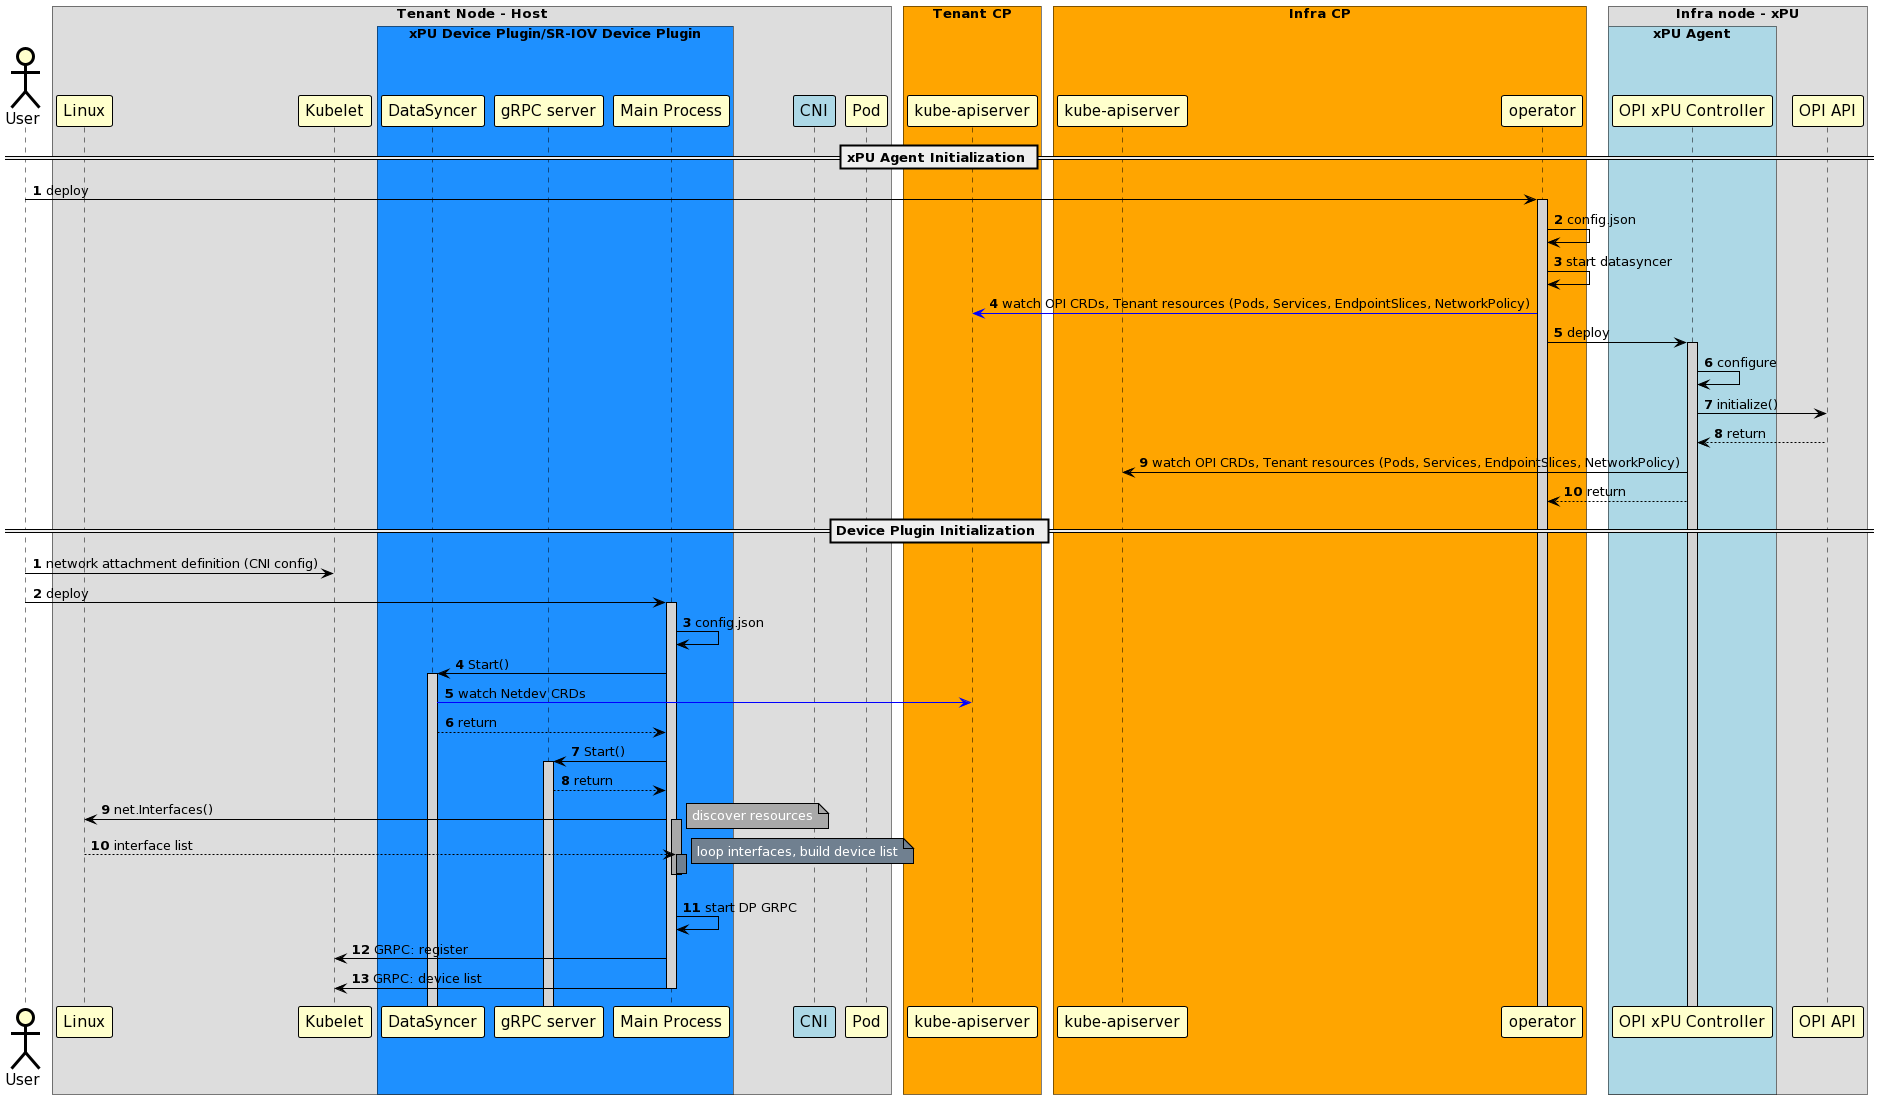 Tenant Node - Host
Tenant CP
Infra CP
Infra node - xPU
xPU Device Plugin/SR-IOV Device Plugin
xPU Agent
User
Linux
Kubelet
DataSyncer
gRPC server
Main Process
CNI
Pod
kube-apiserver
kube-apiserver
operator
OPI xPU Controller
OPI API
xPU Agent Initialization
1 deploy
2 config.json
3 start datasyncer
4 watch OPI CRDs, Tenant resources (Pods, Services, EndpointSlices, NetworkPolicy)
5 deploy
6 configure
7 initialize()
8 return
9 watch OPI CRDs, Tenant resources (Pods, Services, EndpointSlices, NetworkPolicy)
10 return
Device Plugin Initialization
1 network attachment definition (CNI config)
2 deploy
3 config.json
4 Start()
5 watch Netdev CRDs
6 return
7 Start()
8 return
9 net.Interfaces()
discover resources
10 interface list
loop interfaces, build device list
11 start DP GRPC
12 GRPC: register
13 GRPC: device list
User
Linux
Kubelet
DataSyncer
gRPC server
Main Process
CNI
Pod
kube-apiserver
kube-apiserver
operator
OPI xPU Controller
OPI API